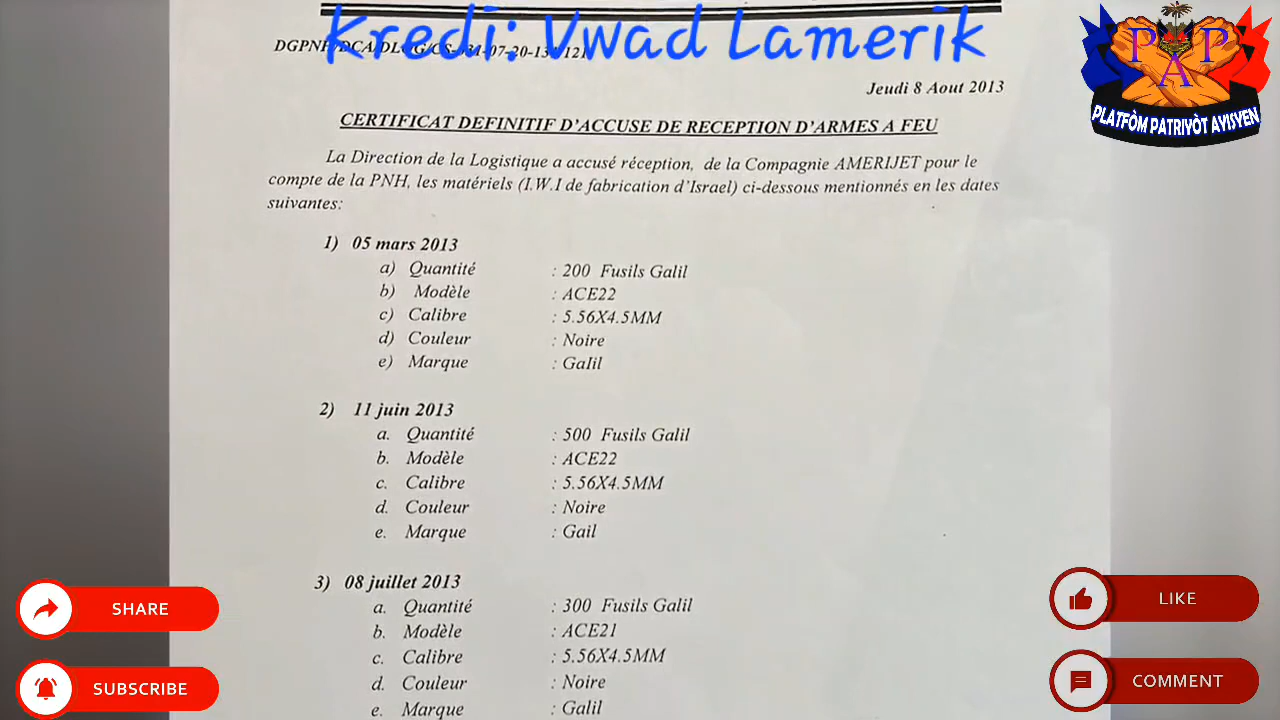 Kredi: Vwad Lamerik
Jeudi 8 Aout 2013
PAP
PLATFÒM PATRIYÒT AYISYEN
CERTIFICAT DEFINITIF D'ACCUSE DE RECEPTION D'ARMES A FEU
La Direction de la Logistique a accusé réception, de la Compagnie AMERIJET pour le
compte de la PNH, les matériels (I.W.I de fabrication d'Israel) ci-dessous mentionnés en les dates
suivantes:
1) 05 mars 2013
a) Quantité : 200 Fusils Galil
b) Modèle : ACE22
c) Calibre : 5.56X4.5MM
d) Couleur : Noire
e) Marque : Galil
2) 11 juin 2013
a. Quantité : 500 Fusils Galil
b. Modèle : ACE22
c. Calibre : 5.56X4.5MM
d. Couleur : Noire
e. Marque : Gail
3) 08 juillet 2013
a. Quantité : 300 Fusils Galil
b. Modèle : ACE21
c. Calibre : 5.56X4.5MM
d. Couleur : Noire
e. Marque : Galil
SHARE
SUBSCRIBE
LIKE
COMMENT